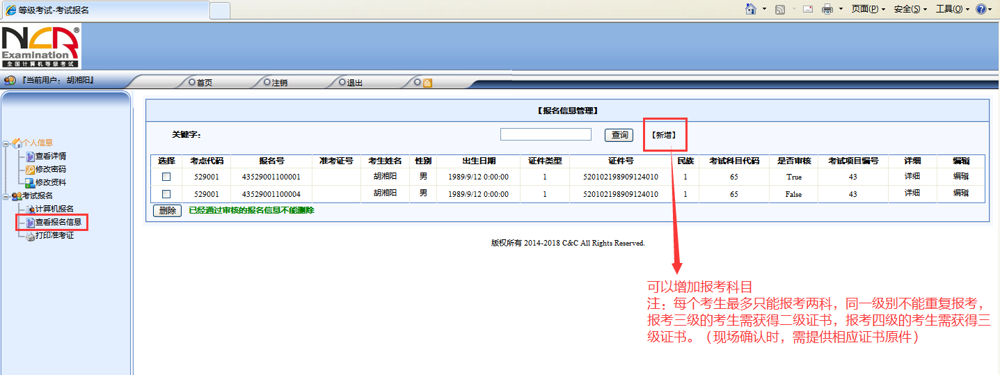 等级考试-考试报名
页面(P)
安全(S)
工具(O)
NCR®
Examination
全国计算机等级考试
『当前用户： 胡湘阳』
首页
注销
退出
个人信息
查看详情
修改密码
修改资料
考试报名
计算机报名
查看报名信息
打印准考证
【报名信息管理】
关键字： 查询 【新增】
选择 考点代码 报名号 准考证号 考生姓名 性别 出生日期 证件类型 证件号 民族 考试科目代码 是否审核 考试项目编号 详细 编辑
529001 43529001100001 胡湘阳 男 1989/9/12 0:00:00 1 520102198909124010 1 65 True 43 详细 编辑
529001 43529001100004 胡湘阳 男 1989/9/12 0:00:00 1 520102198909124010 1 65 False 43 详细 编辑
删除 已经通过审核的报名信息不能删除
版权所有 2014-2018 C&C All Rights Reserved.
可以增加报考科目
注：每个考生最多只能报考两科，同一级别不能重复报考，
报考三级的考生需获得二级证书，报考四级的考生需获得三
级证书。（现场确认时，需提供相应证书原件）